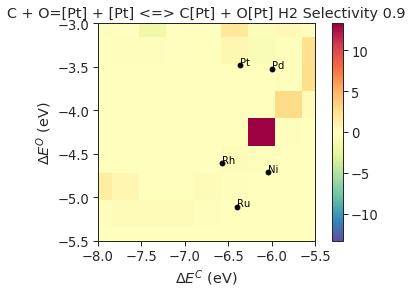 C + O=[Pt] + [Pt] <=> C[Pt] + O[Pt] H2 Selectivity 0.9
−3.0
−3.5
−4.0
−4.5
−5.0
−5.5
ΔE^O (eV)
Pt
Pd
Rh
Ni
Ru
−8.0 −7.5 −7.0 −6.5 −6.0 −5.5
ΔE^C (eV)
10
5
0
−5
−10